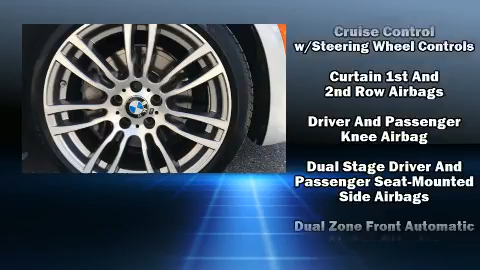 Cruise Control
w/Steering Wheel Controls
Curtain 1st And
2nd Row Airbags
Driver And Passenger
Knee Airbag
Dual Stage Driver And
Passenger Seat-Mounted
Side Airbags
Dual Zone Front Automatic